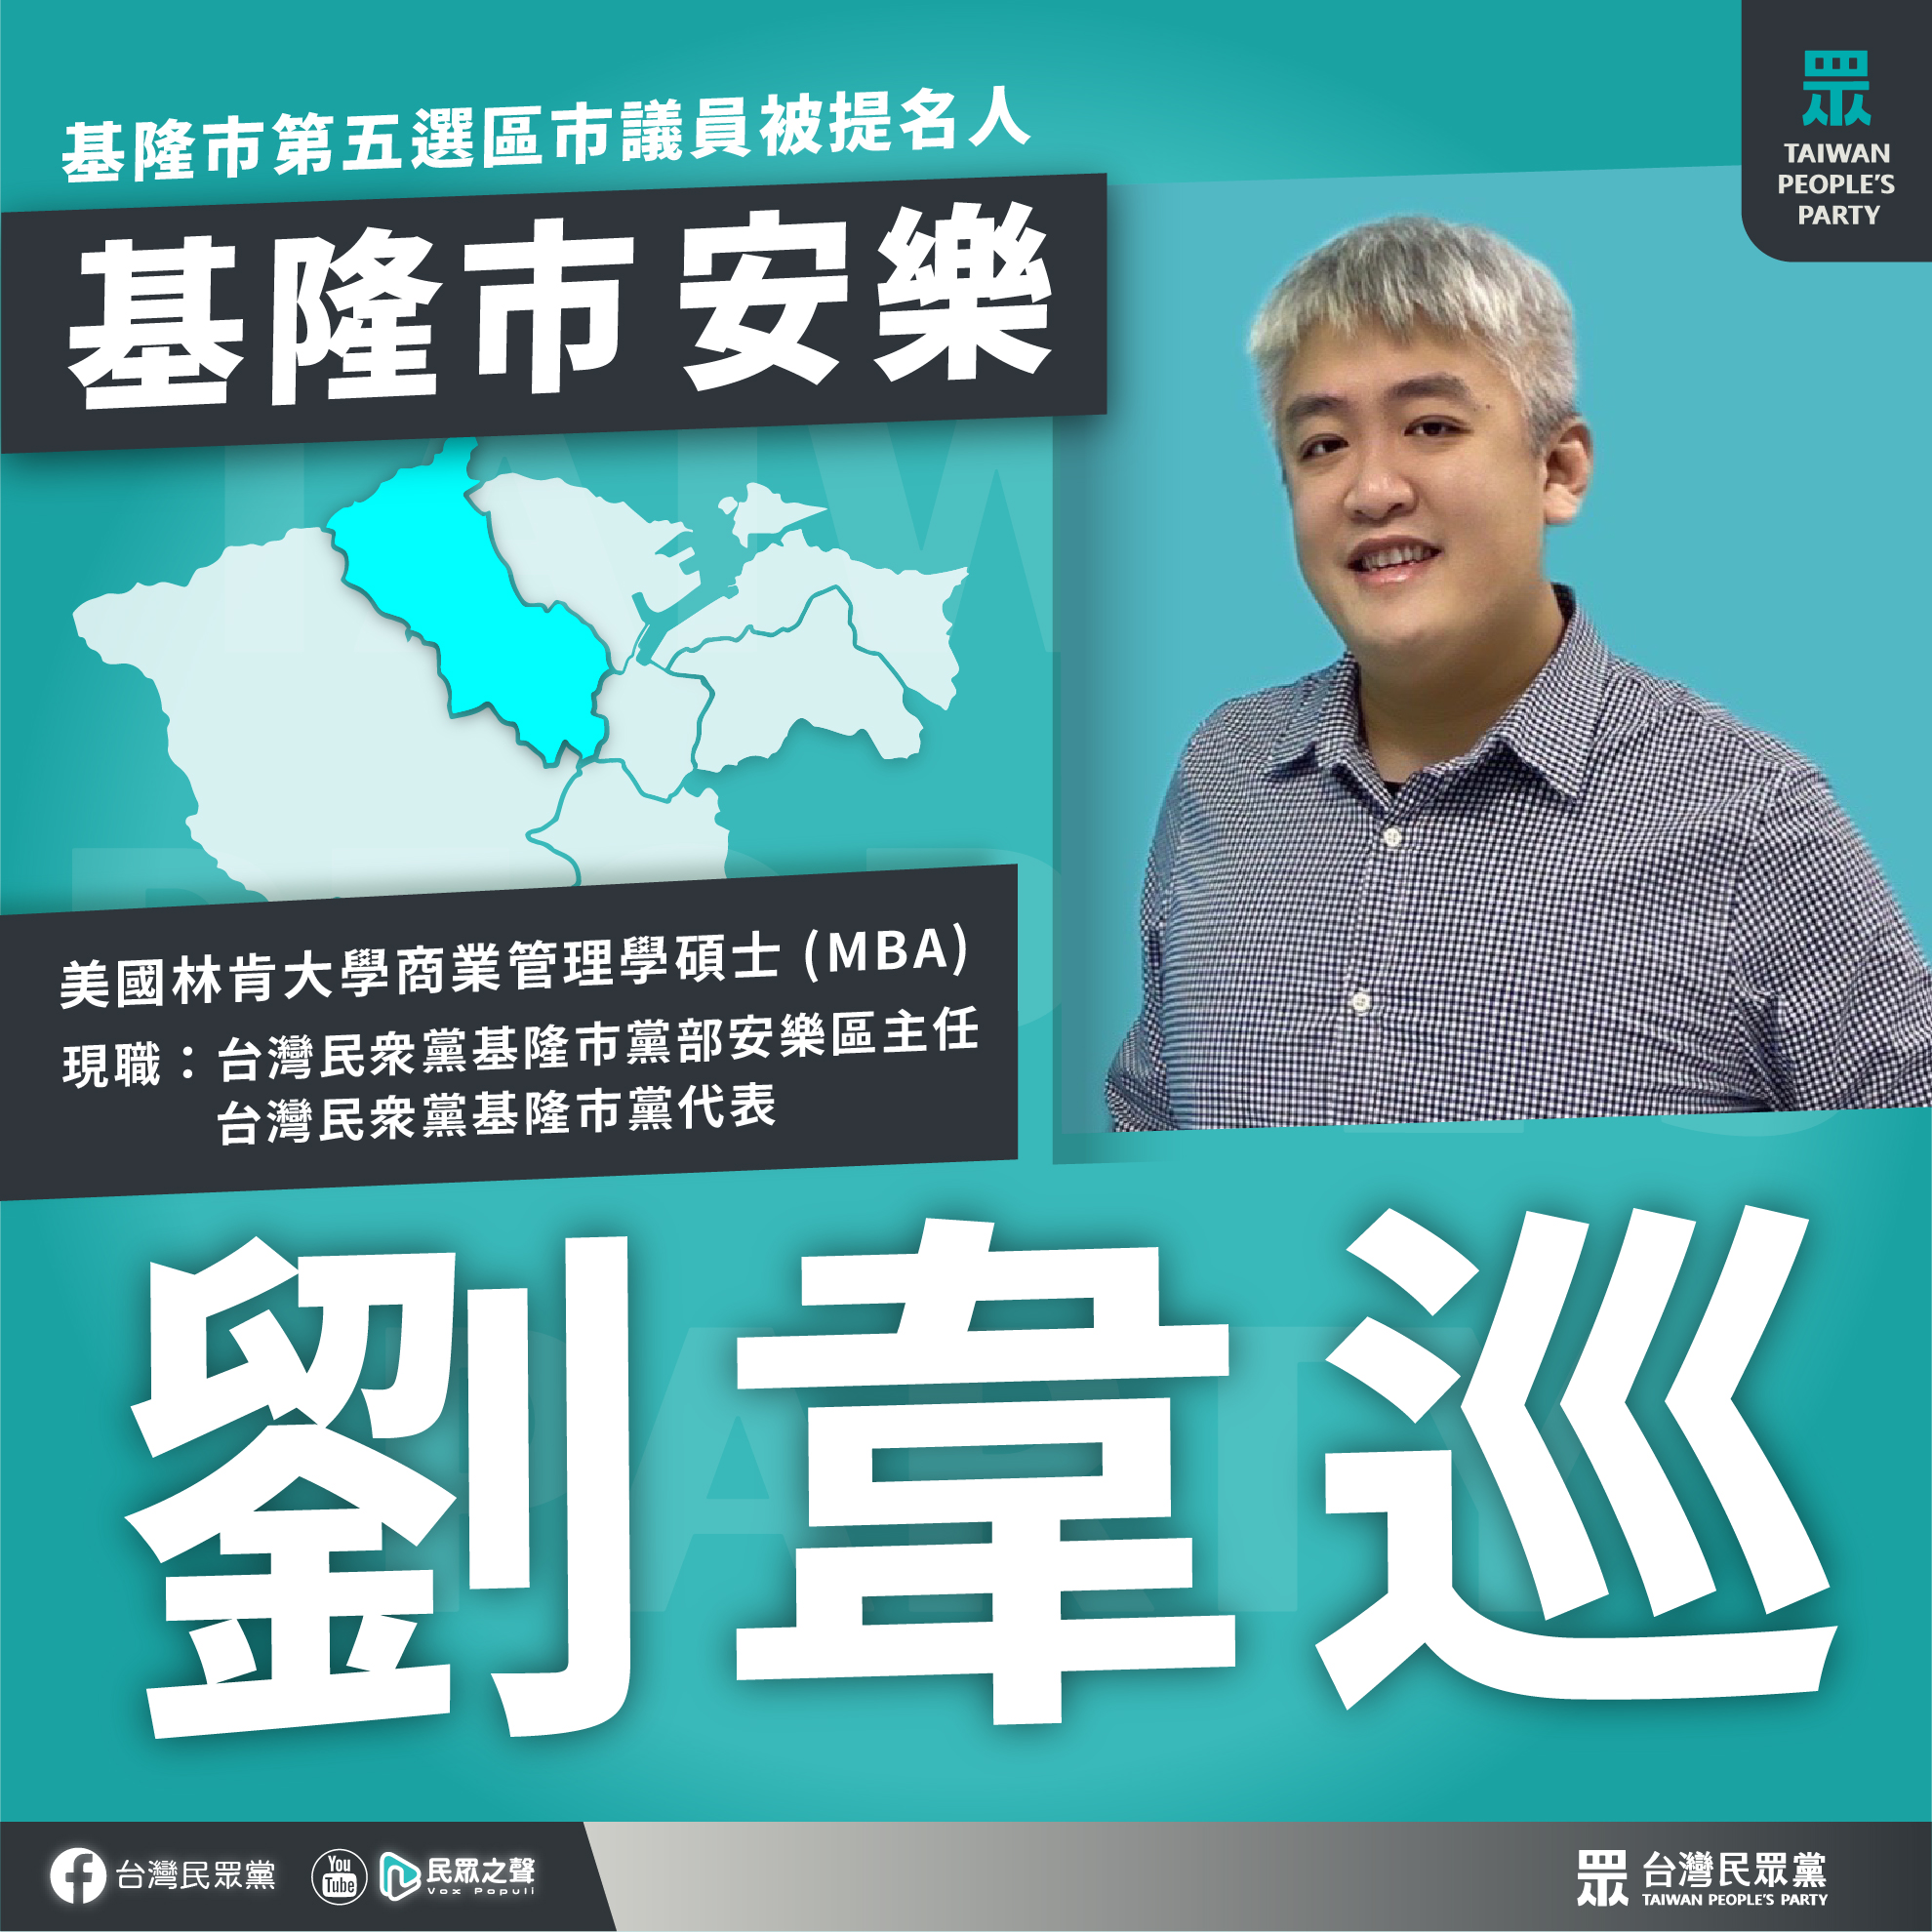 基隆市第五選區市議員被提名人
基隆市 安樂
眾
TAIWAN
PEOPLE'S
PARTY
美國林肯大學商業管理學碩士 (MBA)
現職：台灣民眾黨基隆市黨部安樂區主任
台灣民眾黨基隆市黨代表
劉韋巡
台灣民眾黨
You
Tube
民眾之聲
Vox Populi
眾 台灣民眾黨
TAIWAN PEOPLE'S PARTY